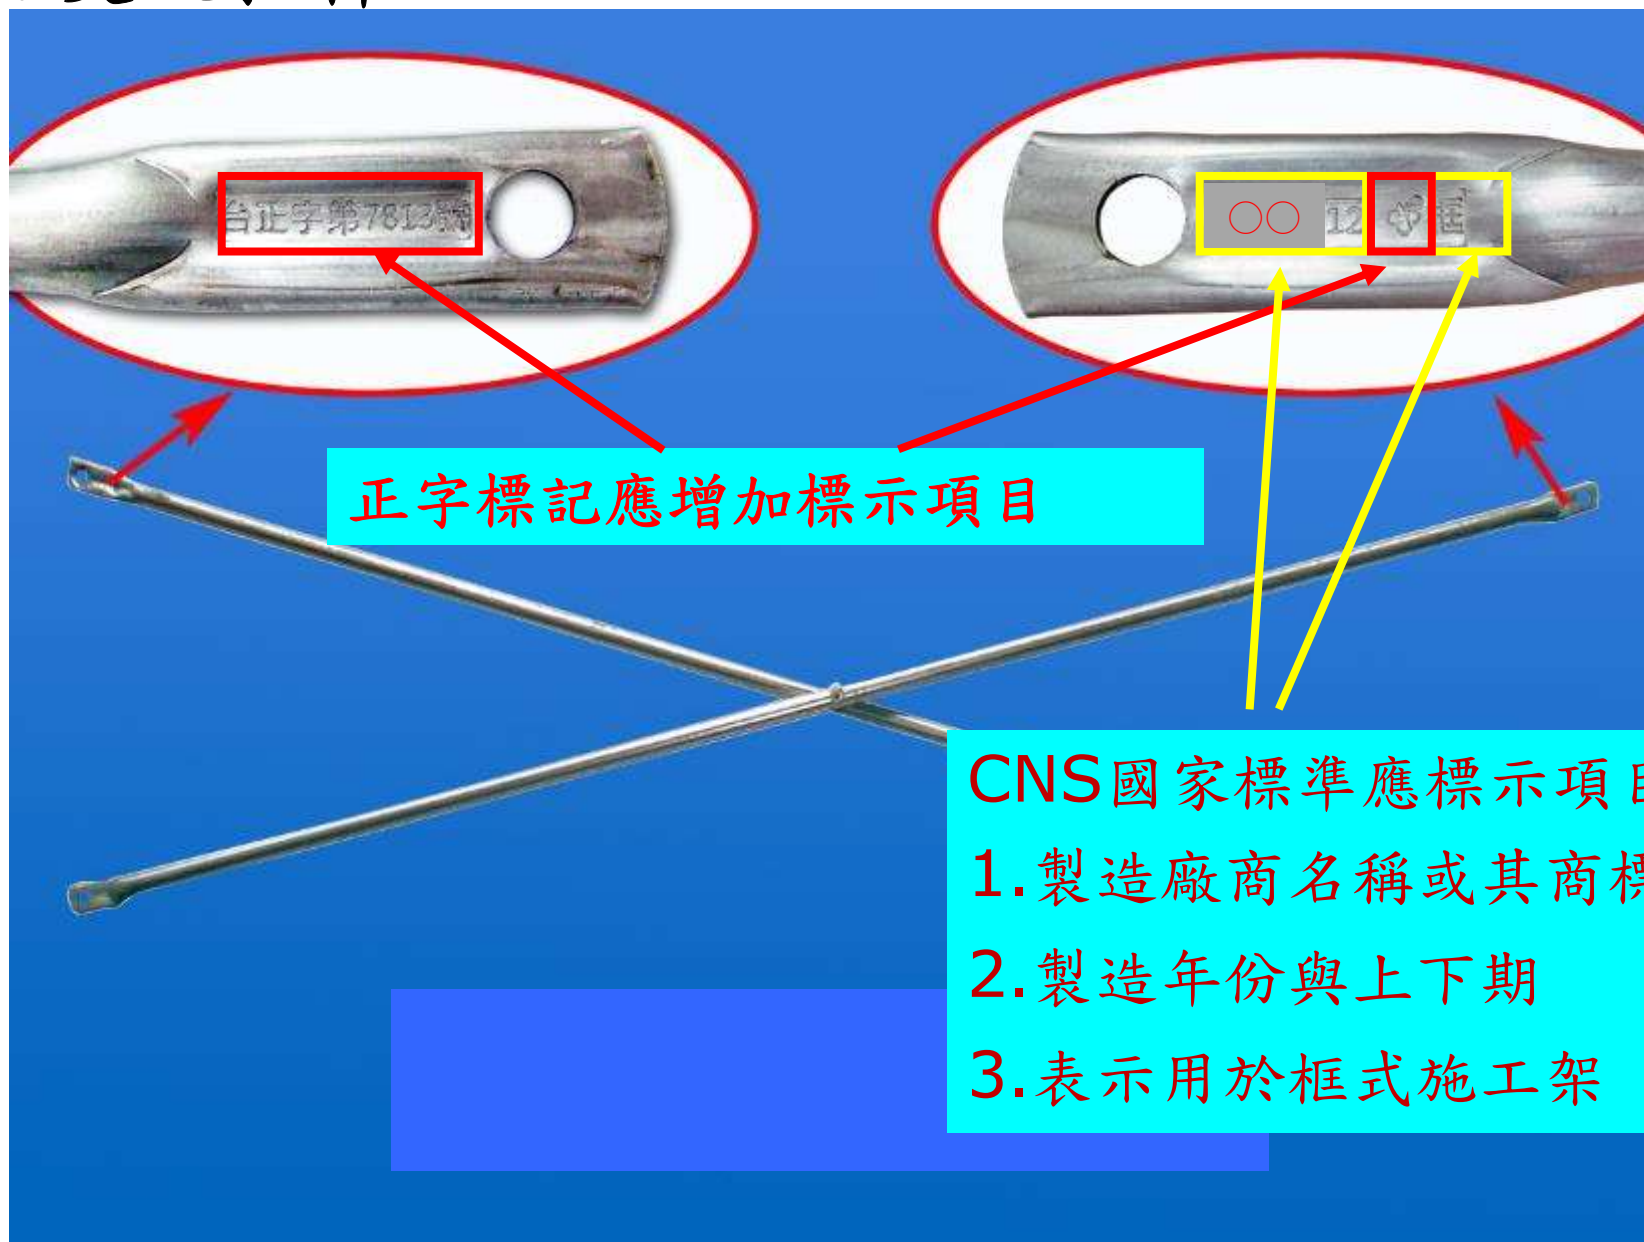 台正字第7813號
○○ 12 框
正字標記應增加標示項目
CNS國家標準應標示項目
1.製造廠商名稱或其商標
2.製造年份與上下期
3.表示用於框式施工架